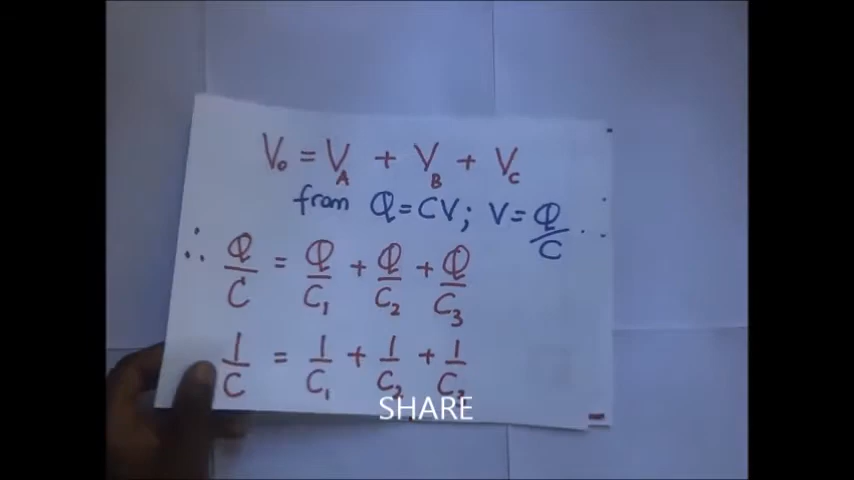 V₀ = V_A + V_B + V_C
from Q=CV; V=Q/C
∴ Q/C = Q/C₁ + Q/C₂ + Q/C₃
1/C = 1/C₁ + 1/C₂ + 1/C₃
SHARE